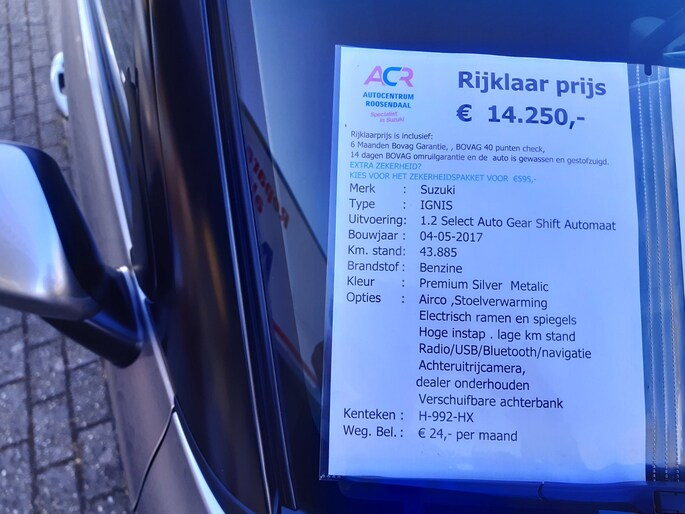 ACR
AUTOCENTRUM
ROOSENDAAL
Specialist
in Suzuki
Rijklaar prijs
€ 14.250,-
Rijklaarprijs is inclusief:
6 Maanden Bovag Garantie, , BOVAG 40 punten check,
14 dagen BOVAG omruilgarantie en de auto is gewassen en gestofzuigd.
EXTRA ZEKERHEID?
KIES VOOR HET ZEKERHEIDSPAKKET VOOR €595,-
Merk : Suzuki
Type : IGNIS
Uitvoering: 1.2 Select Auto Gear Shift Automaat
Bouwjaar : 04-05-2017
Km. stand: 43.885
Brandstof: Benzine
Kleur : Premium Silver Metalic
Opties : Airco ,Stoelverwarming
Electrisch ramen en spiegels
Hoge instap . lage km stand
Radio/USB/Bluetooth/navigatie
Achteruitrijcamera,
dealer onderhouden
Verschuifbare achterbank
Kenteken : H-992-HX
Weg. Bel.: € 24,- per maand